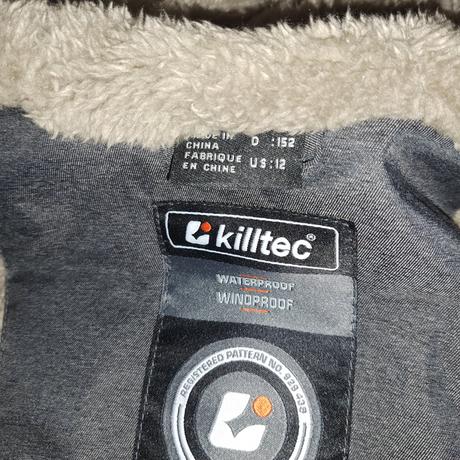 MADE IN D :152
CHINA
FABRIQUE US:12
EN CHINE
killtec®
WATERPROOF
WINDPROOF
REGISTERED PATTERN NO. 929 439